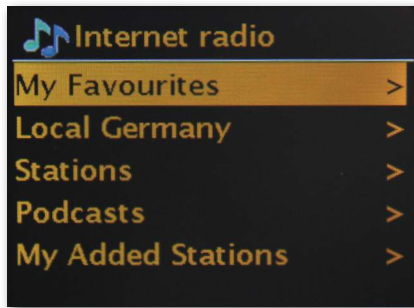 Internet radio
My Favourites >
Local Germany >
Stations >
Podcasts >
My Added Stations >